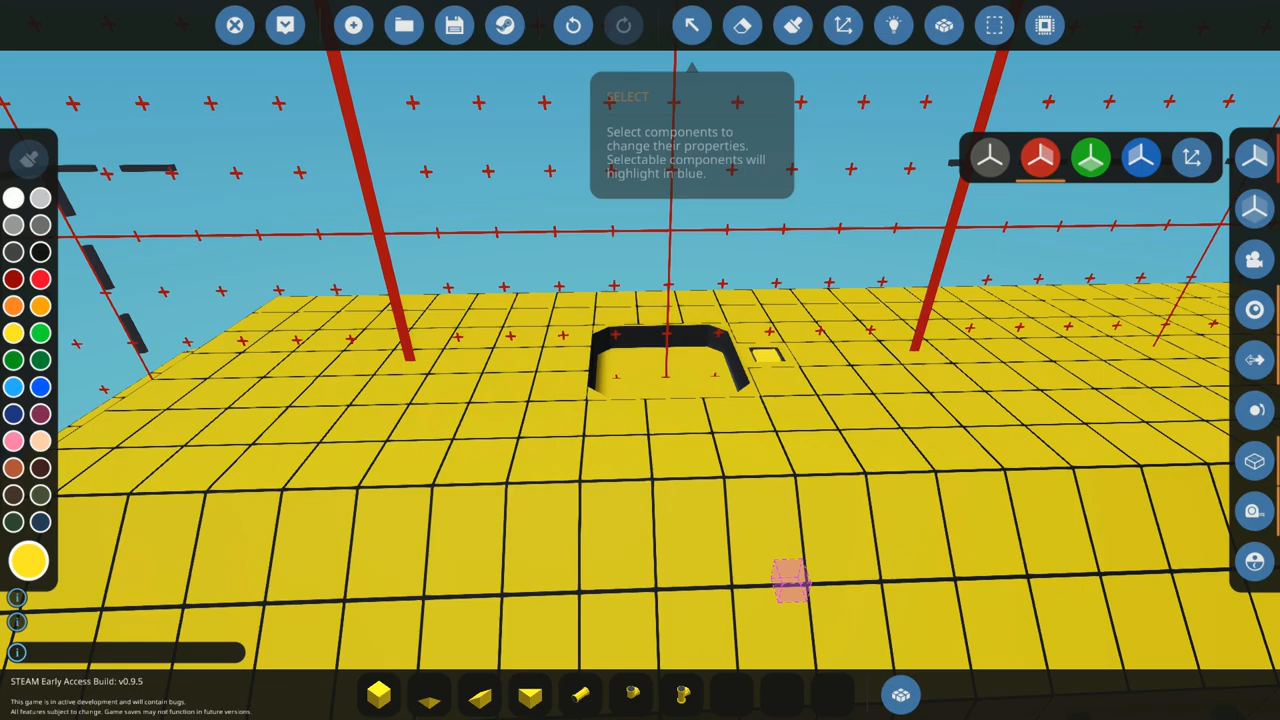 SELECT
Select components to
change their properties.
Selectable components will
highlight in blue.
STEAM Early Access Build: v0.9.5
This game is in active development and will contain bugs.
All features subject to change. Game saves may not function in future versions.